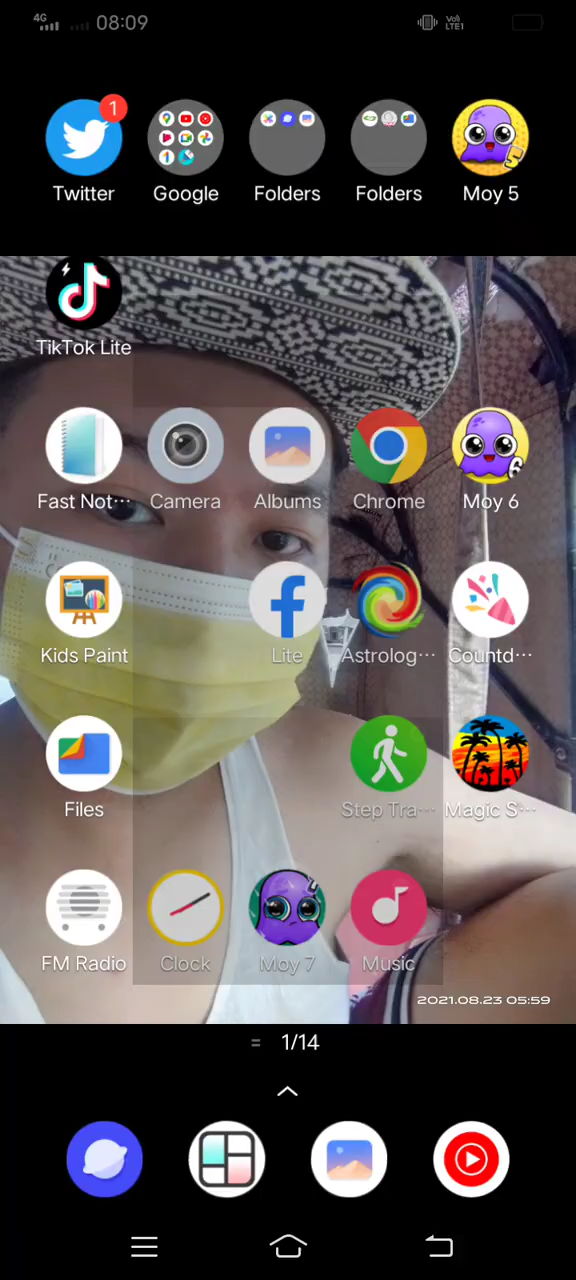 4G 08:09 VoLTE1
1
Twitter Google Folders Folders Moy 5
TikTok Lite
Fast Not··· Camera Albums Chrome Moy 6
Kids Paint Lite Astrolog··· Countd···
Files Step Tra··· Magic S'···
FM Radio Clock Moy 7 Music
2021.08.23 05:59
= 1/14